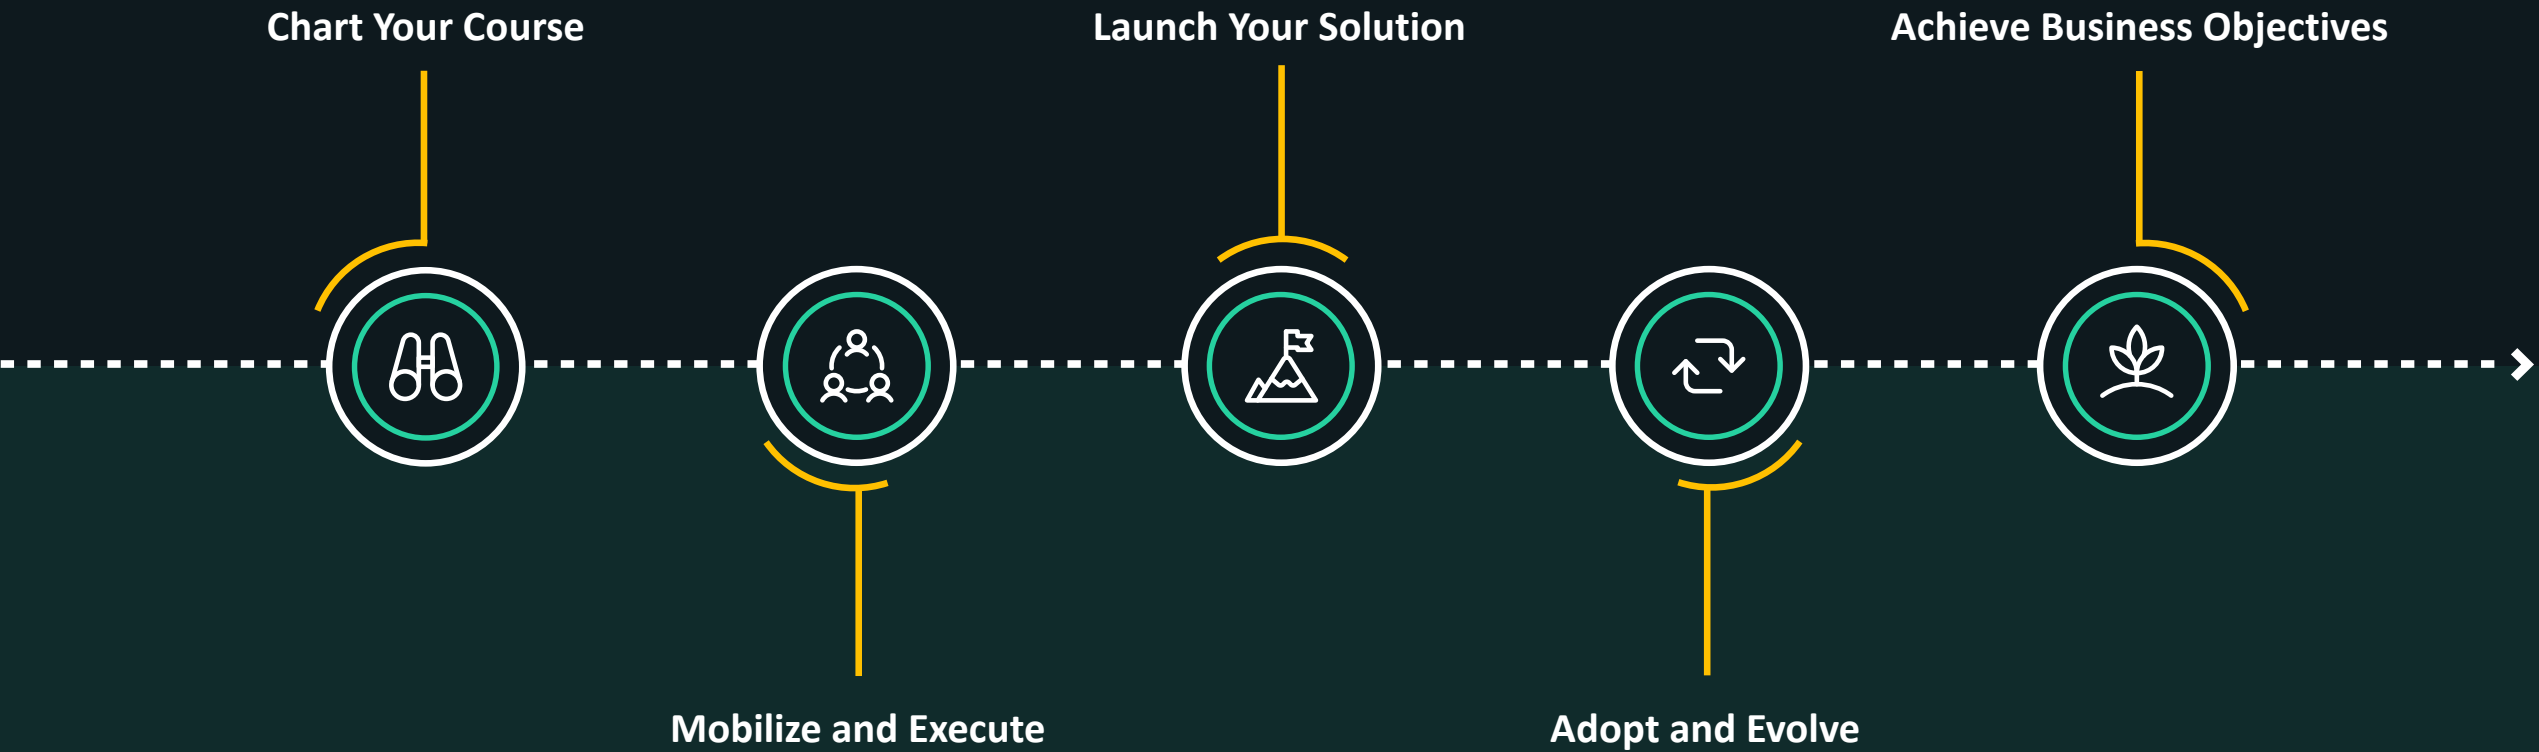 Chart Your Course
Launch Your Solution
Achieve Business Objectives
Mobilize and Execute
Adopt and Evolve